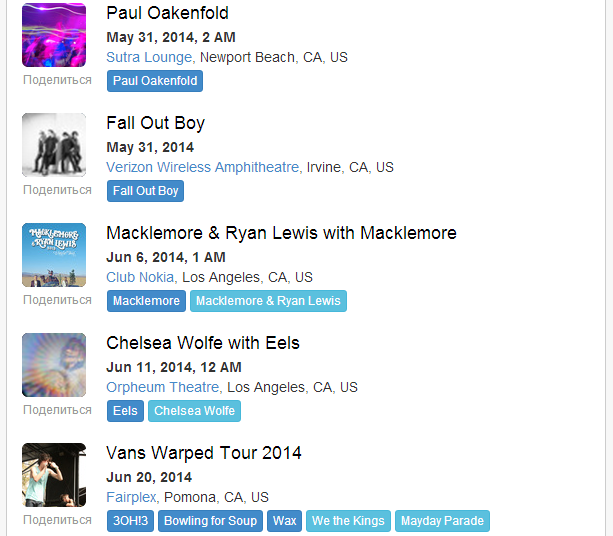 Paul Oakenfold
May 31, 2014, 2 AM
Sutra Lounge, Newport Beach, CA, US
Поделиться
Paul Oakenfold
Fall Out Boy
May 31, 2014
Verizon Wireless Amphitheatre, Irvine, CA, US
Поделиться
Fall Out Boy
MACKLEMORE
RYAN LEWIS
Macklemore & Ryan Lewis with Macklemore
Jun 6, 2014, 1 AM
Club Nokia, Los Angeles, CA, US
Поделиться
Macklemore
Macklemore & Ryan Lewis
Chelsea Wolfe with Eels
Jun 11, 2014, 12 AM
Orpheum Theatre, Los Angeles, CA, US
Поделиться
Eels
Chelsea Wolfe
Vans Warped Tour 2014
Jun 20, 2014
Fairplex, Pomona, CA, US
Поделиться
3OH!3
Bowling for Soup
Wax
We the Kings
Mayday Parade